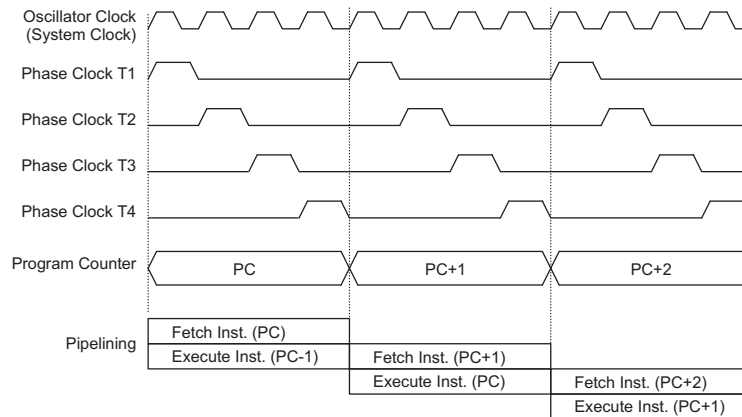 Oscillator Clock
(System Clock)
Phase Clock T1
Phase Clock T2
Phase Clock T3
Phase Clock T4
Program Counter
PC
PC+1
PC+2
Pipelining
Fetch Inst. (PC)
Execute Inst. (PC-1)
Fetch Inst. (PC+1)
Execute Inst. (PC)
Fetch Inst. (PC+2)
Execute Inst. (PC+1)